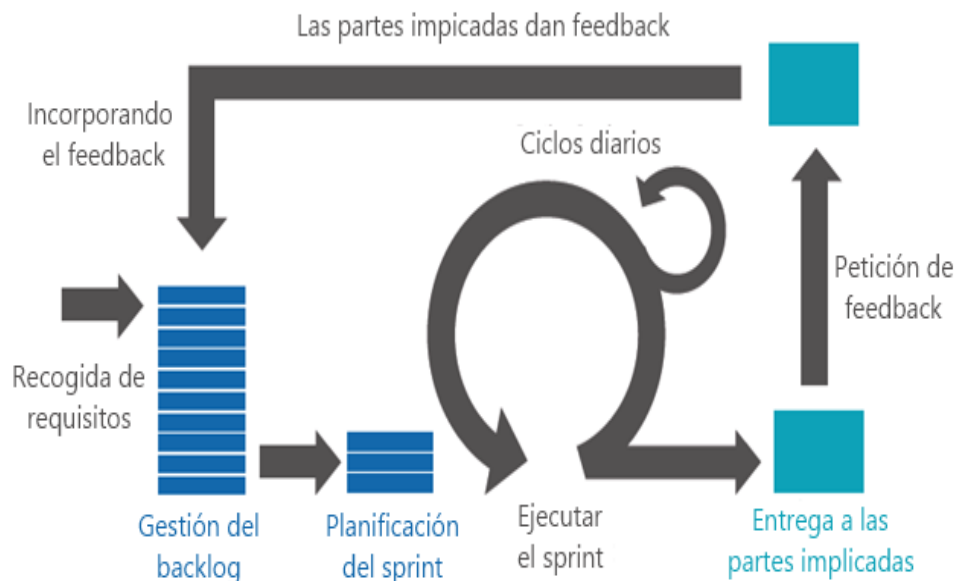 Las partes impicadas dan feedback
Incorporando
el feedback
Ciclos diarios
Petición de
feedback
Recogida de
requisitos
Gestión del
backlog
Planificación
del sprint
Ejecutar
el sprint
Entrega a las
partes implicadas